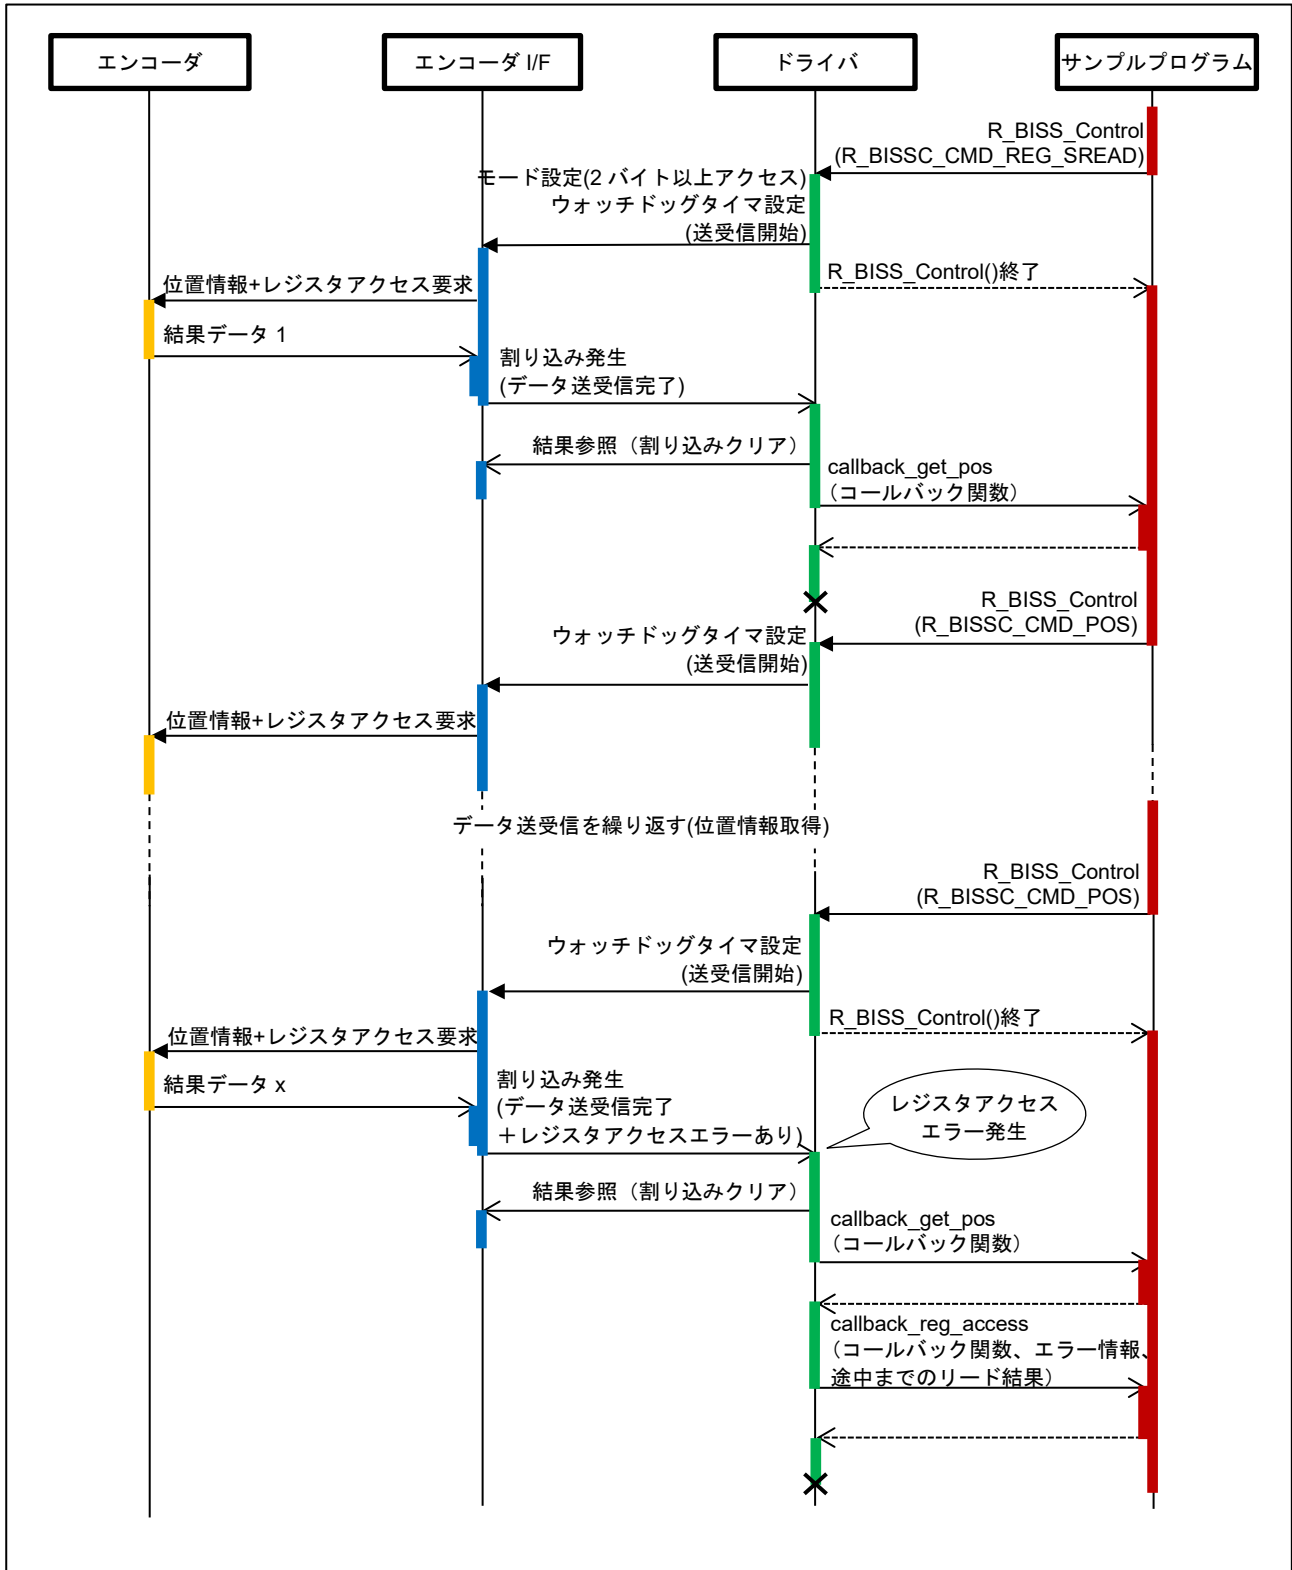 エンコーダ
エンコーダ I/F
ドライバ
サンプルプログラム
R_BISS_Control
(R_BISSC_CMD_REG_SREAD)
モード設定(2 バイト以上アクセス)
ウォッチドッグタイマ設定
(送受信開始)
R_BISS_Control()終了
位置情報+レジスタアクセス要求
結果データ 1
割り込み発生
(データ送受信完了)
結果参照（割り込みクリア）
callback_get_pos
（コールバック関数）
R_BISS_Control
(R_BISSC_CMD_POS)
ウォッチドッグタイマ設定
(送受信開始)
位置情報+レジスタアクセス要求
データ送受信を繰り返す(位置情報取得)
R_BISS_Control
(R_BISSC_CMD_POS)
ウォッチドッグタイマ設定
(送受信開始)
R_BISS_Control()終了
位置情報+レジスタアクセス要求
結果データ x
割り込み発生
(データ送受信完了
＋レジスタアクセスエラーあり)
レジスタアクセス
エラー発生
結果参照（割り込みクリア）
callback_get_pos
（コールバック関数）
callback_reg_access
（コールバック関数、エラー情報、
途中までのリード結果）